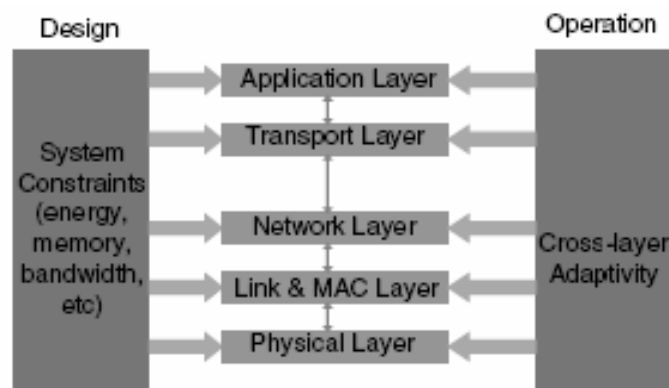 Design
Operation
System
Constraints
(energy,
memory,
bandwidth,
etc)
Application Layer
Transport Layer
Network Layer
Link & MAC Layer
Physical Layer
Cross-layer
Adaptivity